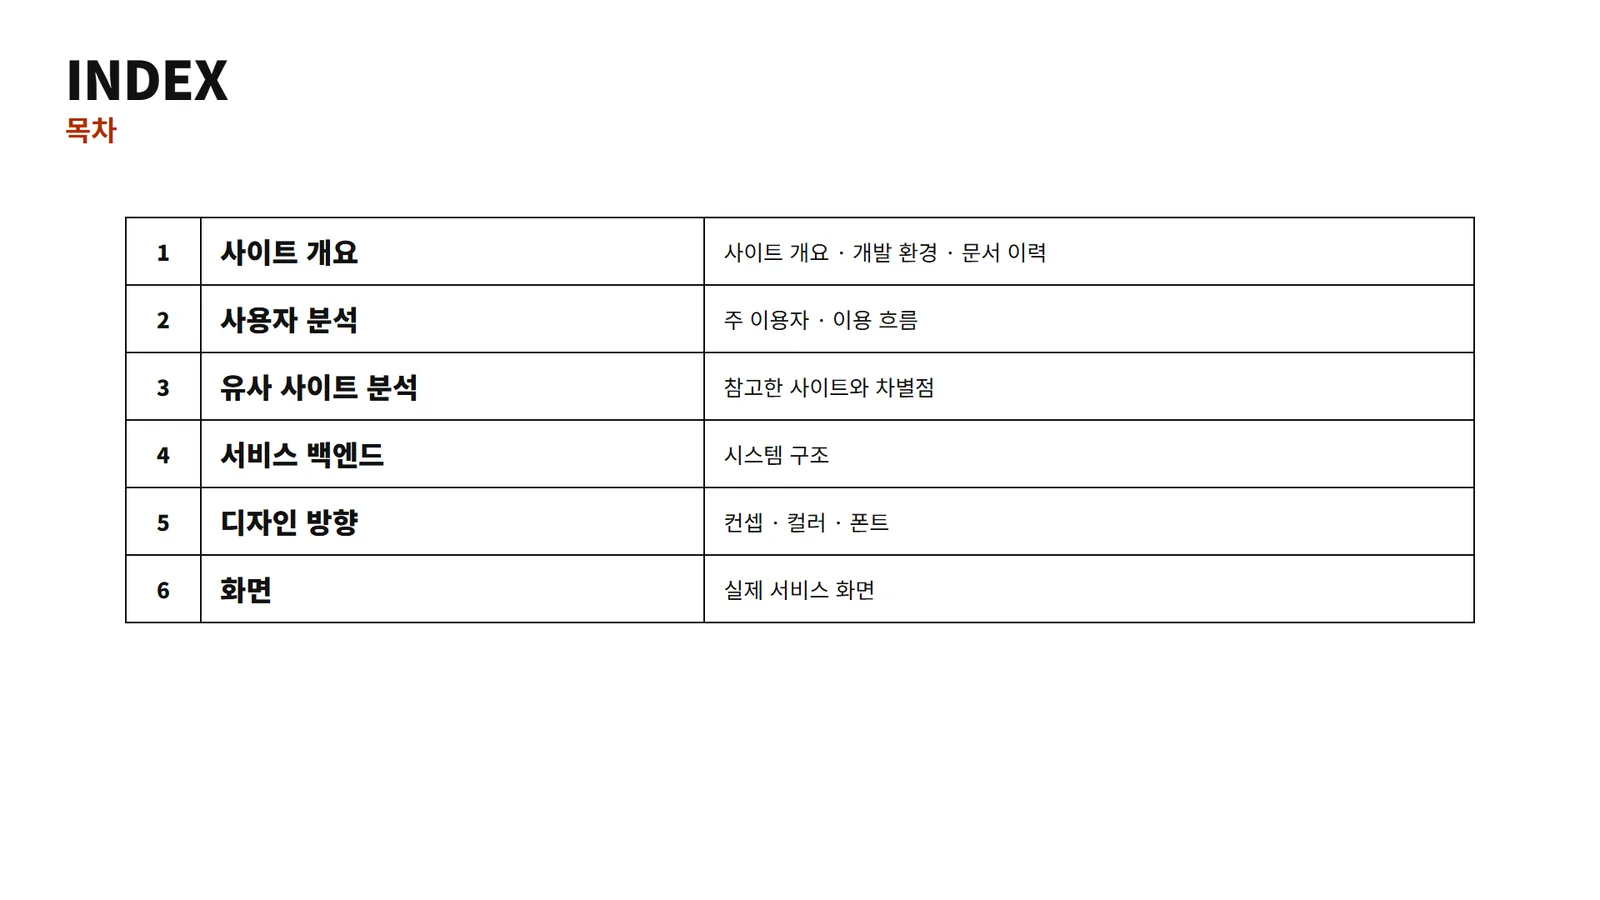 INDEX
목차
1 사이트 개요 사이트 개요 · 개발 환경 · 문서 이력
2 사용자 분석 주 이용자 · 이용 흐름
3 유사 사이트 분석 참고한 사이트와 차별점
4 서비스 백엔드 시스템 구조
5 디자인 방향 컨셉 · 컬러 · 폰트
6 화면 실제 서비스 화면